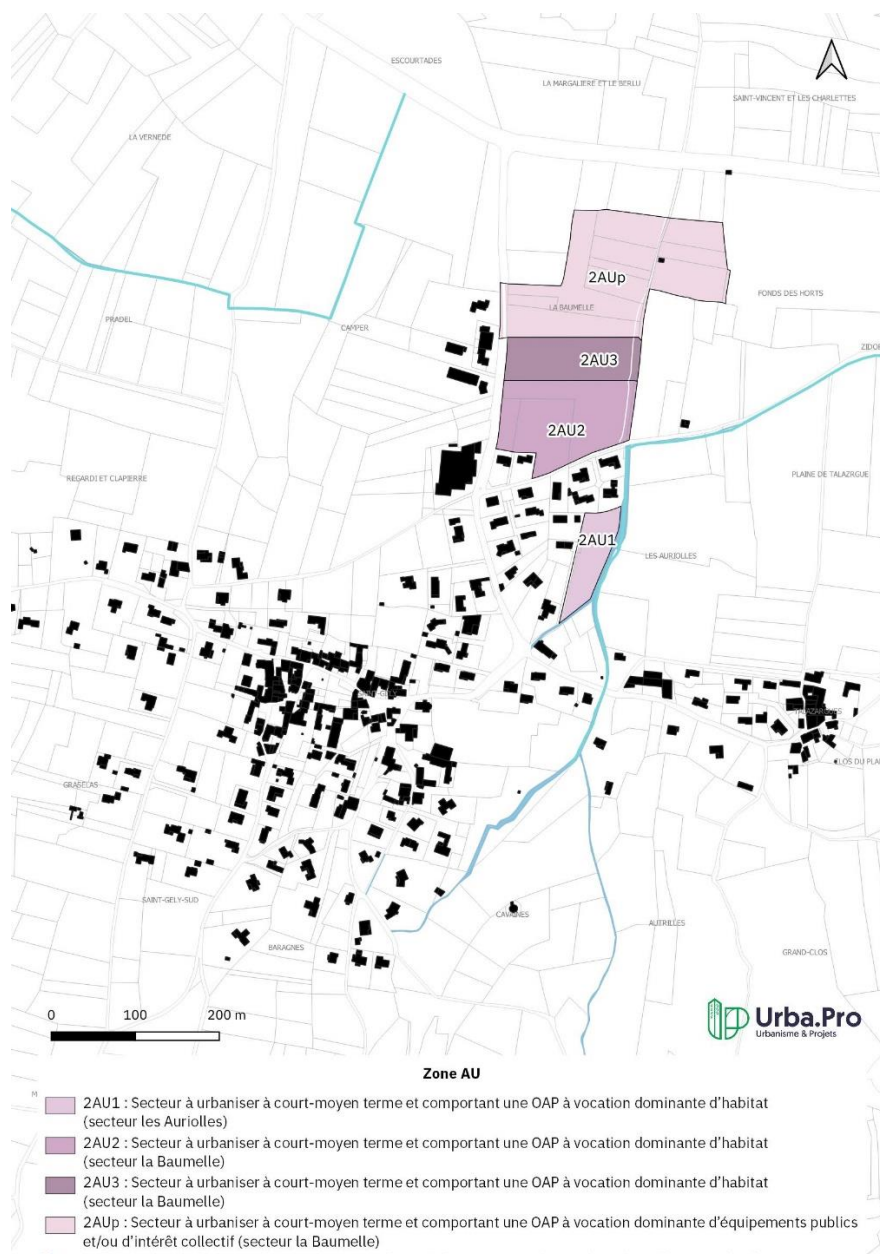 ESCOURTADES
LA MARGALIERE ET LE BERLU
SAINT-VINCENT ET LES CHARLETTES
LA VERNEDE
2AUp
FONDS DES HORTS
LA BAUMELLE
PRADEL
CAMPER
2AU3
2AU2
PLAINE DE TALAZRGUE
REGARDI ET CLAPIERRE
2AU1
LES AURIOLLES
GRASELAS
SAINT-GELY-SUD
CAVAGNES
AUTRILLES
BARAGNES
GRAND-CLOS
0 100 200 m
Urba.Pro
Urbanisme & Projets
Zone AU
2AU1 : Secteur à urbaniser à court-moyen terme et comportant une OAP à vocation dominante d'habitat
(secteur les Auriolles)
2AU2 : Secteur à urbaniser à court-moyen terme et comportant une OAP à vocation dominante d'habitat
(secteur la Baumelle)
2AU3 : Secteur à urbaniser à court-moyen terme et comportant une OAP à vocation dominante d'habitat
(secteur la Baumelle)
2AUp : Secteur à urbaniser à court-moyen terme et comportant une OAP à vocation dominante d'équipements publics
et/ou d'intérêt collectif (secteur la Baumelle)